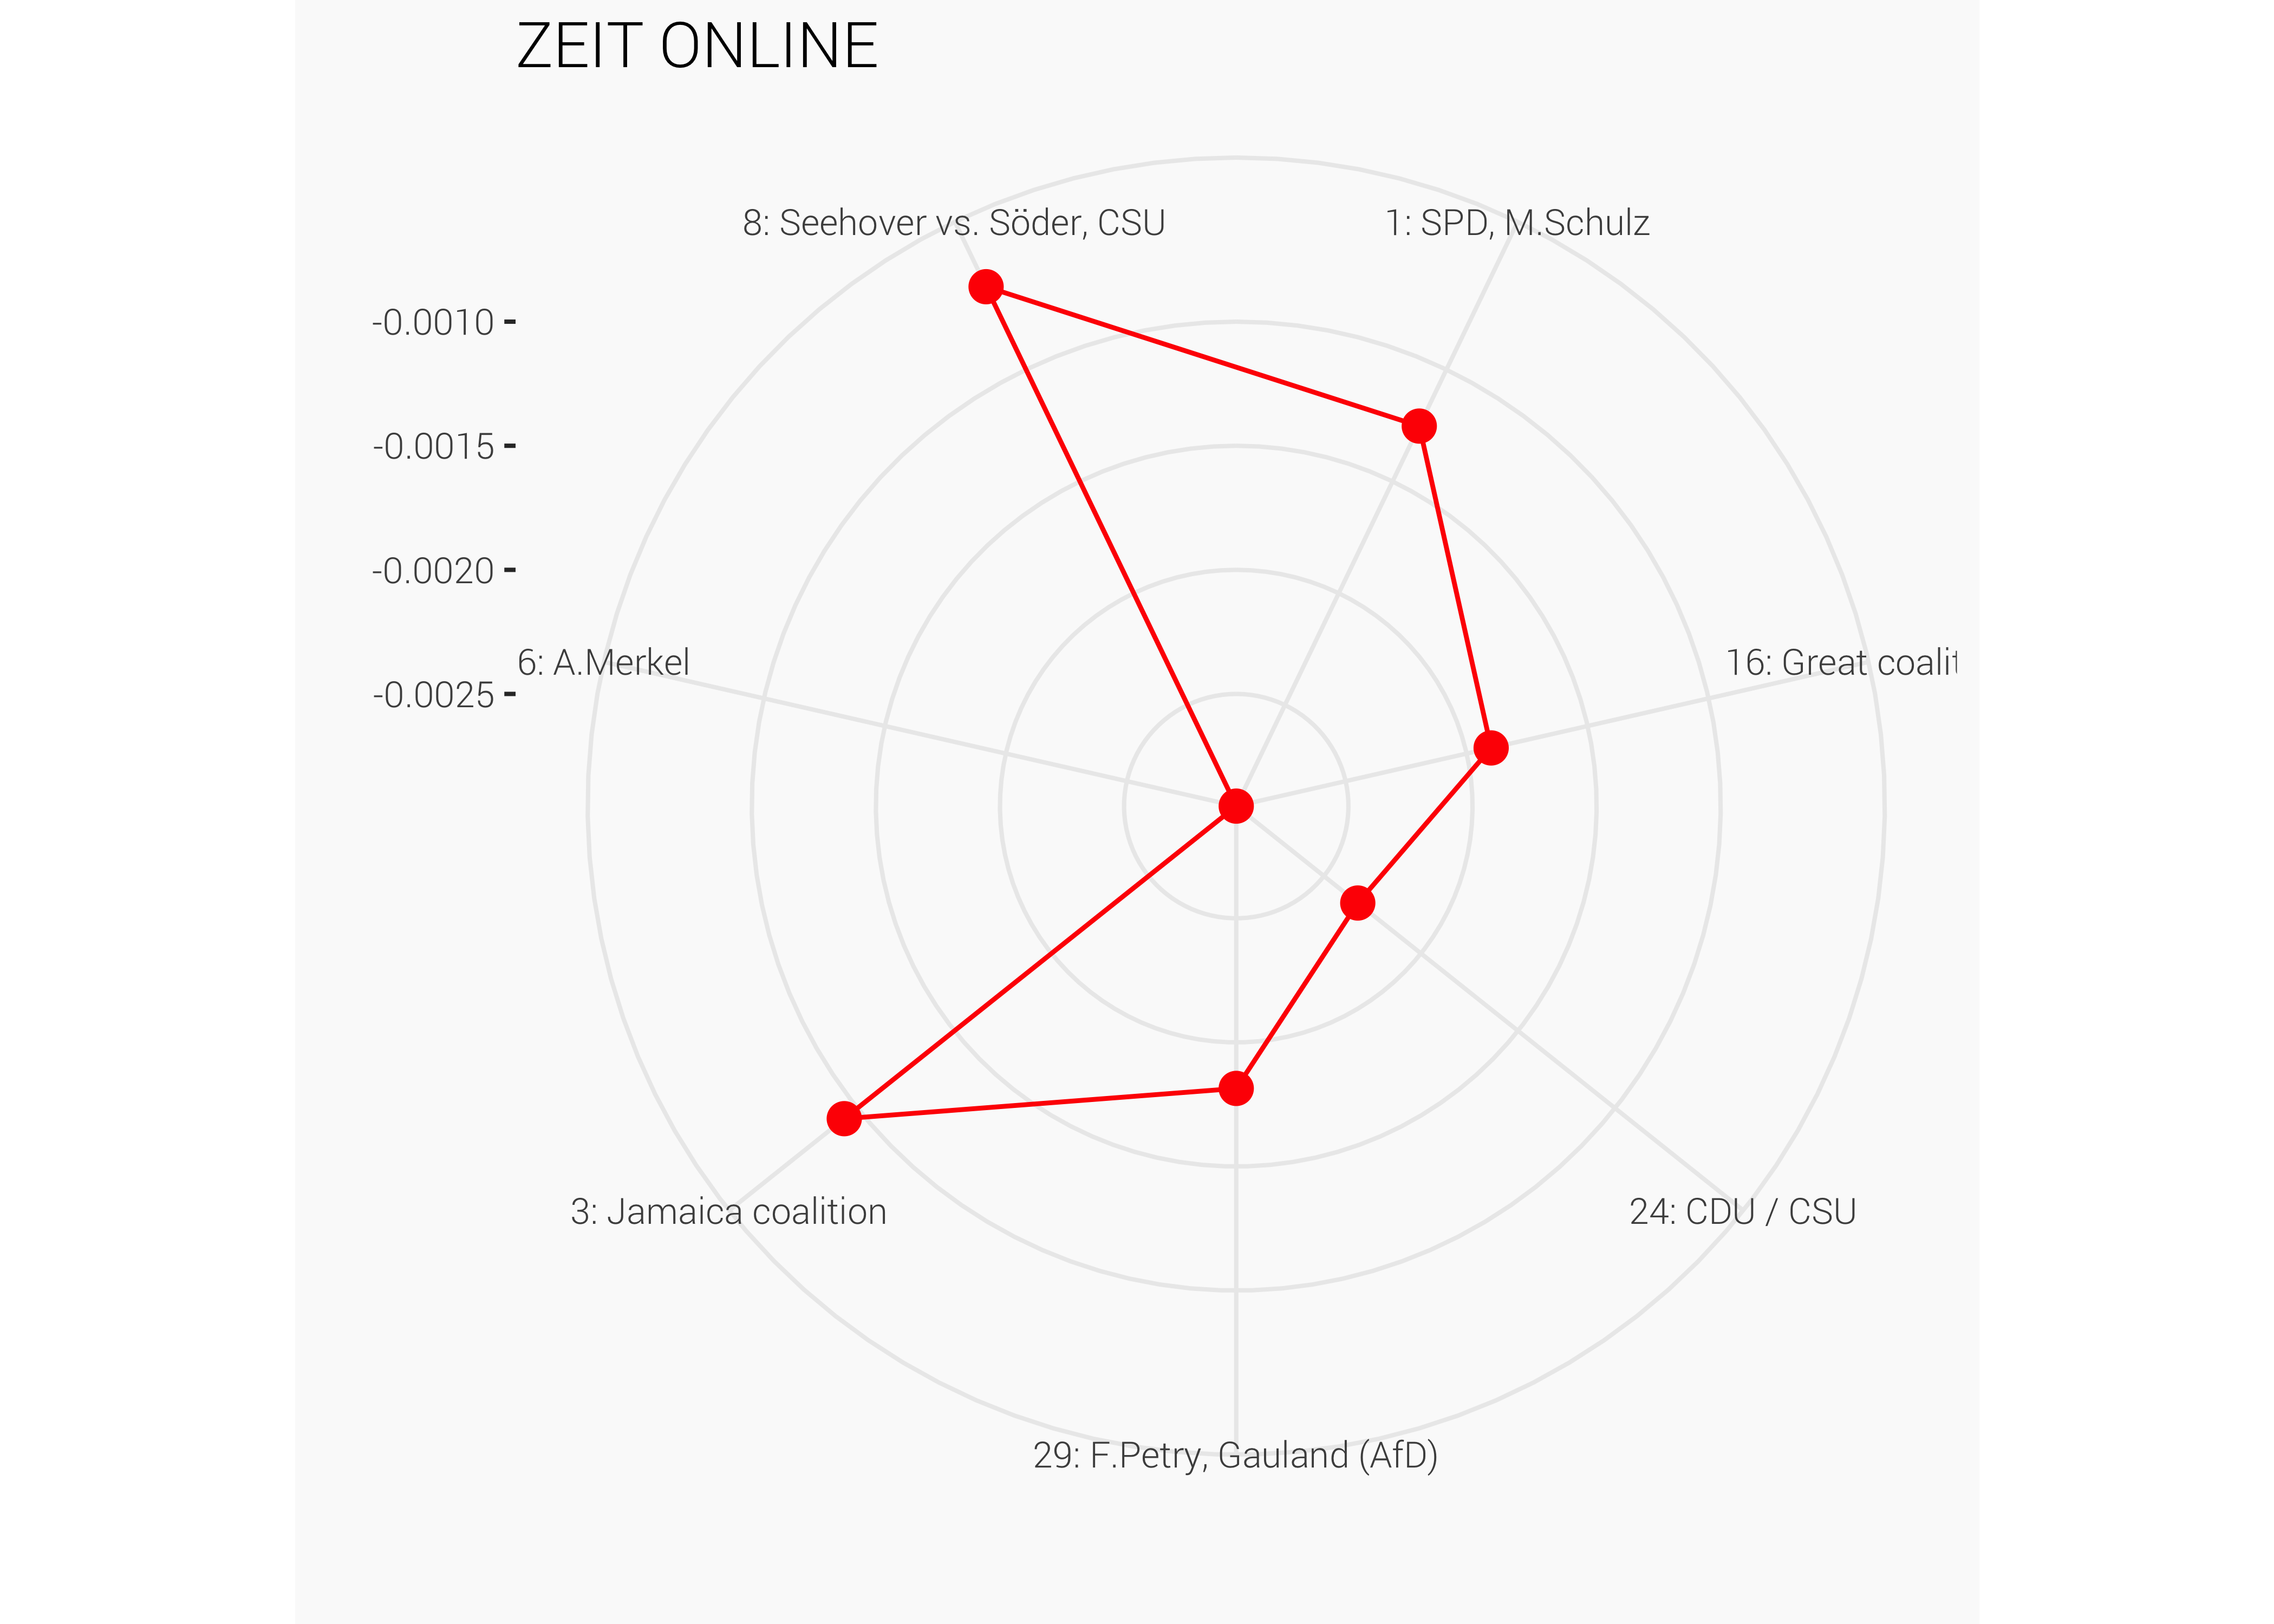 ZEIT ONLINE
8: Seehover vs. Söder, CSU
1: SPD, M.Schulz
-0.0010
-0.0015
-0.0020
6: A.Merkel
16: Great coalit
-0.0025
3: Jamaica coalition
24: CDU / CSU
29: F.Petry, Gauland (AfD)